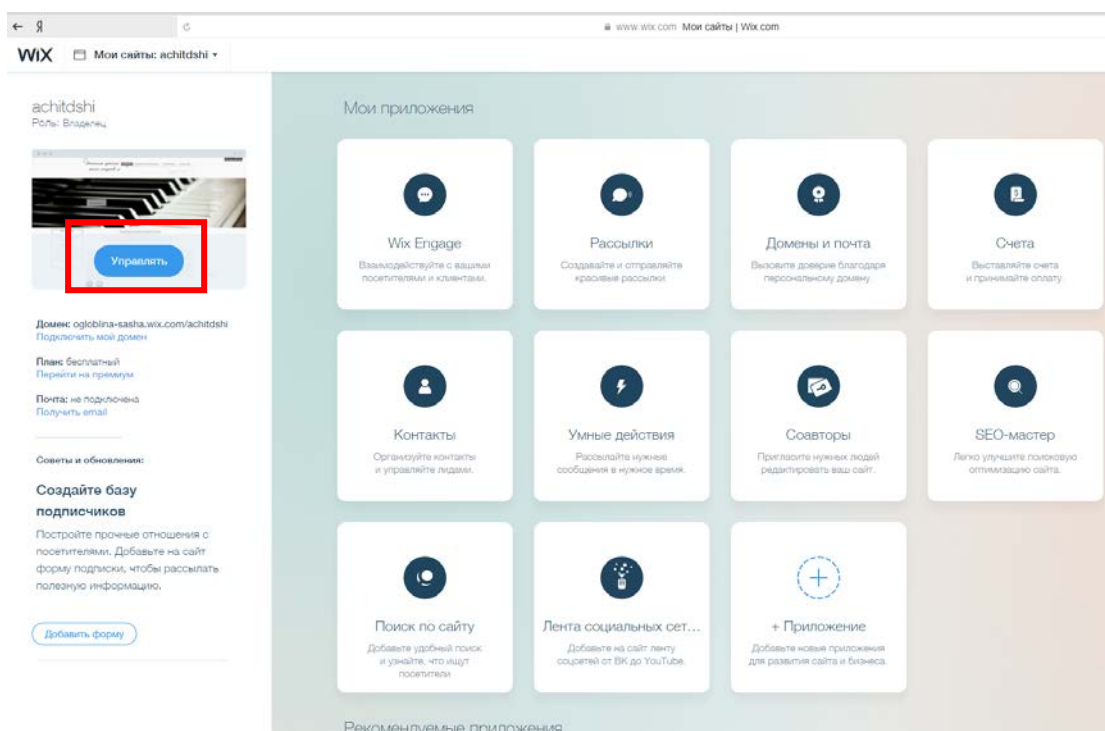 Я
www.wix.com Мои сайты | Wix.com
WiX Мои сайты: achitdshi
achitdshi
Роль: Владелец
Управлять
Домен: ogloblina-sasha.wix.com/achitdshi
Подключить мой домен
План: бесплатный
Перейти на премиум
Почта: не подключена
Получить email
Советы и обновления:
Создайте базу
подписчиков
Постройте прочные отношения с
посетителями. Добавьте на сайт
форму подписки, чтобы рассылать
полезную информацию.
Добавить форму
Мои приложения
Wix Engage
Взаимодействуйте с вашими
посетителями и клиентами.
Рассылки
Создавайте и отправляйте
красивые рассылки.
Домены и почта
Вызовите доверие благодаря
персональному домену.
Счета
Выставляйте счета
и принимайте оплату.
Контакты
Организуйте контакты
и управляйте лидами.
Умные действия
Рассылайте нужные
сообщения в нужное время.
Соавторы
Пригласите нужных людей
редактировать ваш сайт.
SEO-мастер
Легко улучшите поисковую
оптимизацию сайта.
Поиск по сайту
Добавьте удобный поиск
и узнайте, что ищут
посетители
Лента социальных сет...
Добавьте на сайт ленту
соцсетей от ВК до YouTube.
+ Приложение
Добавьте новые приложения
для развития сайта и бизнеса.
Рекомендуемые приложения